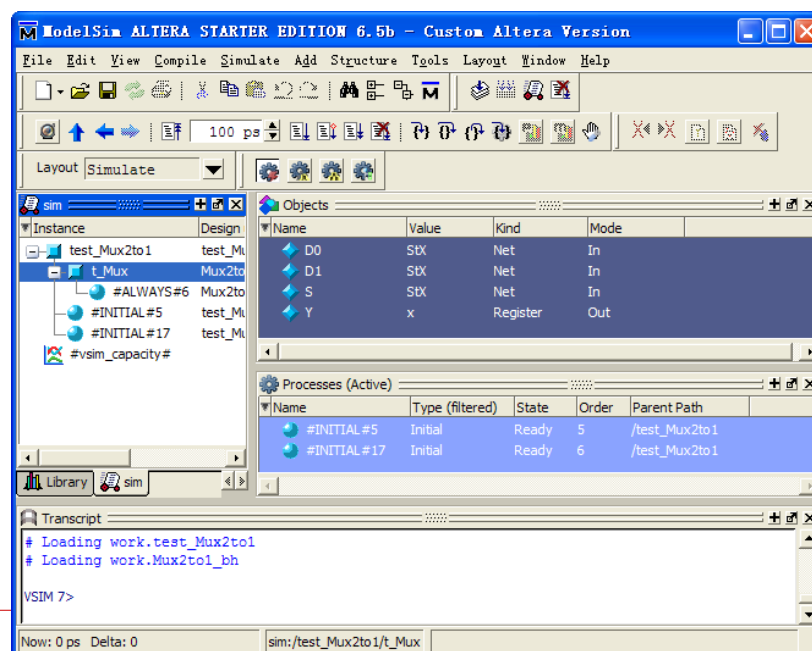 ModelSim ALTERA STARTER EDITION 6.5b - Custom Altera Version
File Edit View Compile Simulate Add Structure Tools Layout Window Help
100 ps
Layout Simulate
sim
Instance Design
test_Mux2to1 test_Mu
t_Mux Mux2to
#ALWAYS#6 Mux2to
#INITIAL#5 test_Mu
#INITIAL#17 test_Mu
#vsim_capacity#
Library sim
Objects
Name Value Kind Mode
D0 StX Net In
D1 StX Net In
S StX Net In
Y x Register Out
Processes (Active)
Name Type (filtered) State Order Parent Path
#INITIAL#5 Initial Ready 5 /test_Mux2to1
#INITIAL#17 Initial Ready 6 /test_Mux2to1
Transcript
# Loading work.test_Mux2to1
# Loading work.Mux2to1_bh
VSIM 7>
Now: 0 ps Delta: 0 sim:/test_Mux2to1/t_Mux